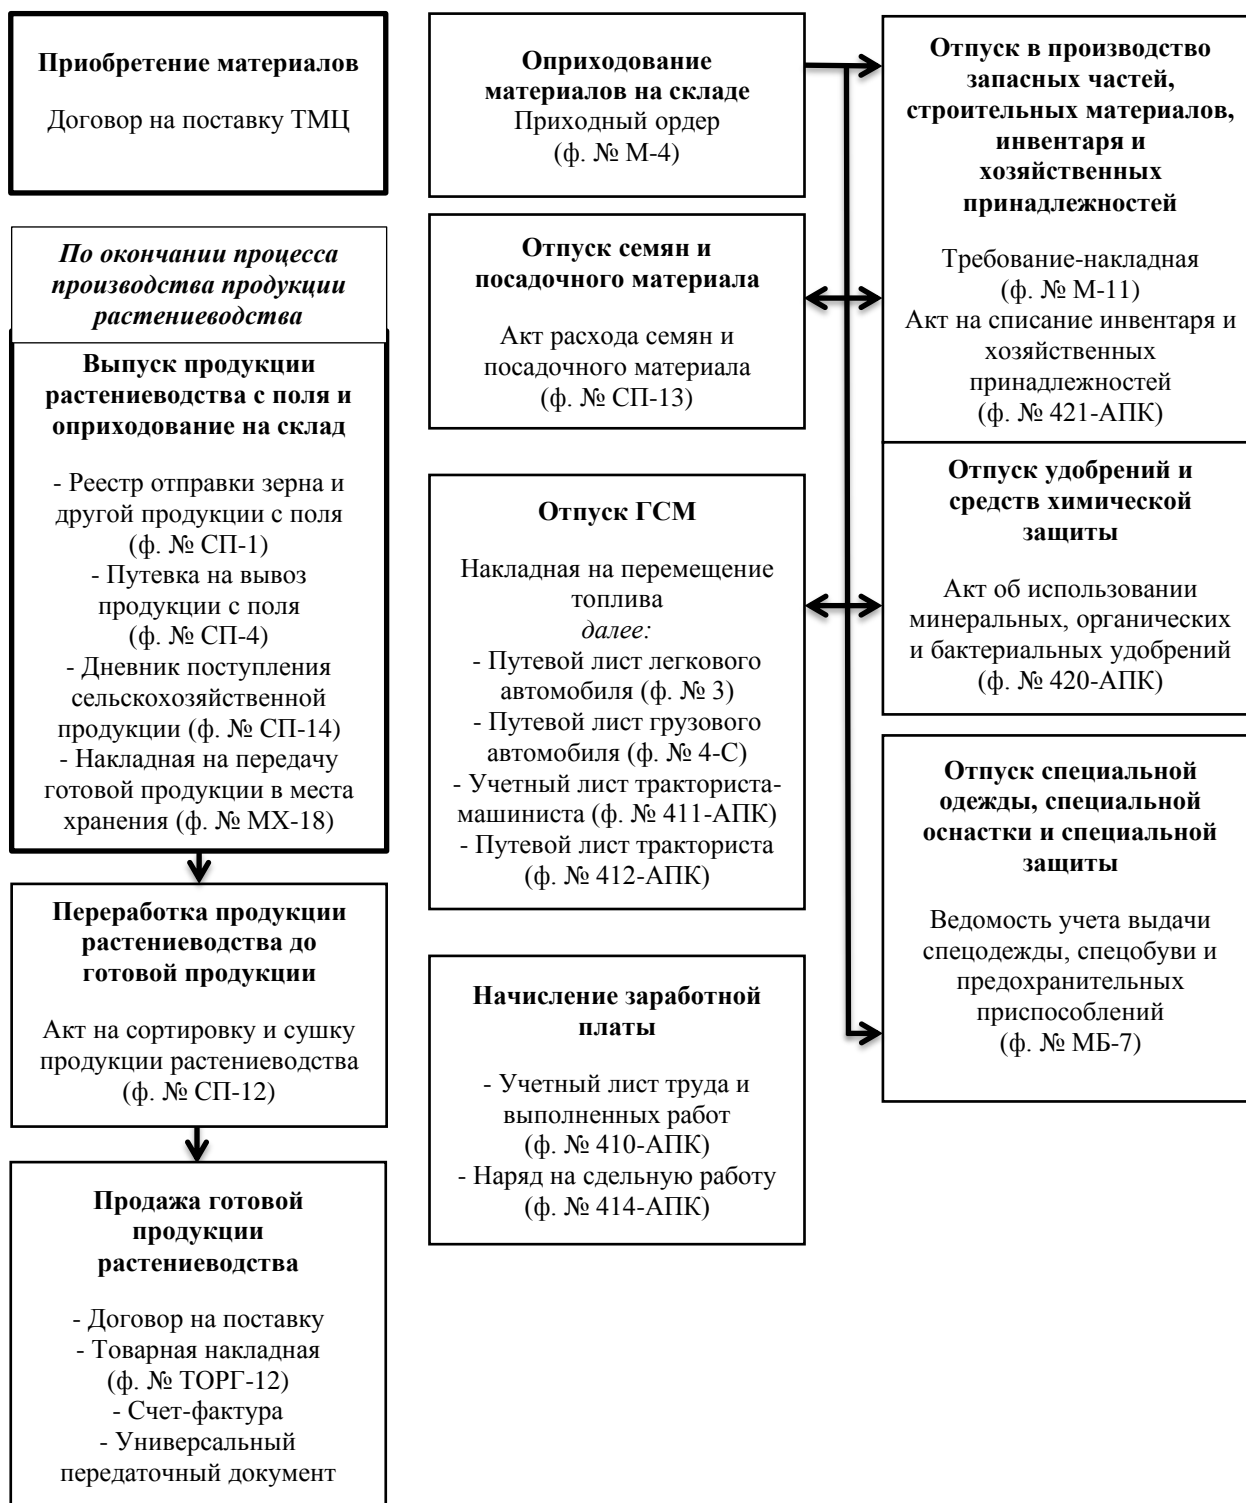 Приобретение материалов
Договор на поставку ТМЦ
По окончании процесса
производства продукции
растениеводства
Выпуск продукции
растениеводства с поля и
оприходование на склад
- Реестр отправки зерна и
другой продукции с поля
(ф. № СП-1)
- Путевка на вывоз
продукции с поля
(ф. № СП-4)
- Дневник поступления
сельскохозяйственной
продукции (ф. № СП-14)
- Накладная на передачу
готовой продукции в места
хранения (ф. № МХ-18)
Переработка продукции
растениеводства до
готовой продукции
Акт на сортировку и сушку
продукции растениеводства
(ф. № СП-12)
Продажа готовой
продукции
растениеводства
- Договор на поставку
- Товарная накладная
(ф. № ТОРГ-12)
- Счет-фактура
- Универсальный
передаточный документ
Оприходование
материалов на складе
Приходный ордер
(ф. № М-4)
Отпуск семян и
посадочного материала
Акт расхода семян и
посадочного материала
(ф. № СП-13)
Отпуск ГСМ
Накладная на перемещение
топлива
далее:
- Путевой лист легкового
автомобиля (ф. № 3)
- Путевой лист грузового
автомобиля (ф. № 4-С)
- Учетный лист тракториста-
машиниста (ф. № 411-АПК)
- Путевой лист тракториста
(ф. № 412-АПК)
Начисление заработной
платы
- Учетный лист труда и
выполненных работ
(ф. № 410-АПК)
- Наряд на сдельную работу
(ф. № 414-АПК)
Отпуск в производство
запасных частей,
строительных материалов,
инвентаря и
хозяйственных
принадлежностей
Требование-накладная
(ф. № М-11)
Акт на списание инвентаря и
хозяйственных
принадлежностей
(ф. № 421-АПК)
Отпуск удобрений и
средств химической
защиты
Акт об использовании
минеральных, органических
и бактериальных удобрений
(ф. № 420-АПК)
Отпуск специальной
одежды, специальной
оснастки и специальной
защиты
Ведомость учета выдачи
спецодежды, спецобуви и
предохранительных
приспособлений
(ф. № МБ-7)